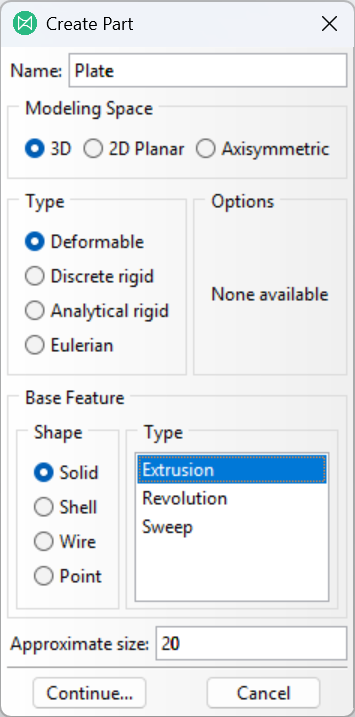 Create Part
Name: Plate
Modeling Space
3D 2D Planar Axisymmetric
Type
Options
Deformable
Discrete rigid
Analytical rigid
Eulerian
None available
Base Feature
Shape
Type
Solid
Shell
Wire
Point
Extrusion
Revolution
Sweep
Approximate size: 20
Continue... Cancel